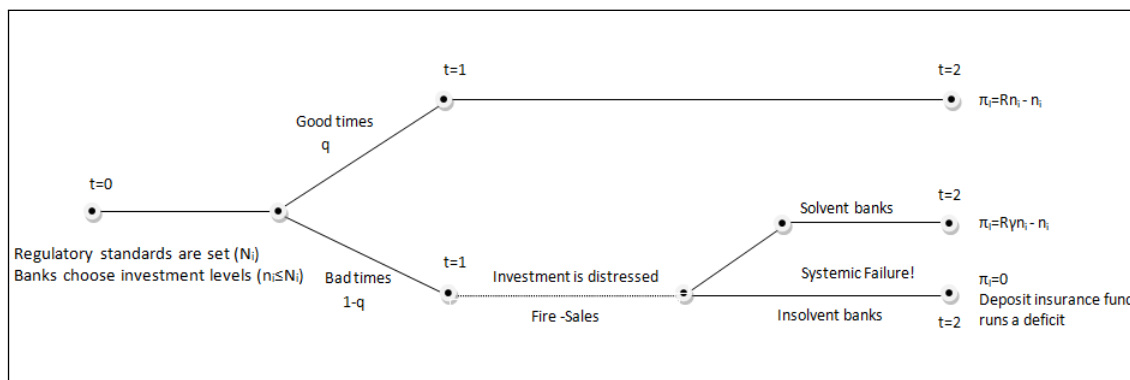 t=1
t=2
πᵢ=Rnᵢ - nᵢ
Good times
q
t=0
t=2
Solvent banks
πᵢ=Rγnᵢ - nᵢ
Regulatory standards are set (Nᵢ)
Banks choose investment levels (nᵢ≤Nᵢ)
Bad times
1-q
t=1
Investment is distressed
Fire -Sales
Systemic Failure!
Insolvent banks
πᵢ=0
Deposit insurance func
runs a deficit
t=2